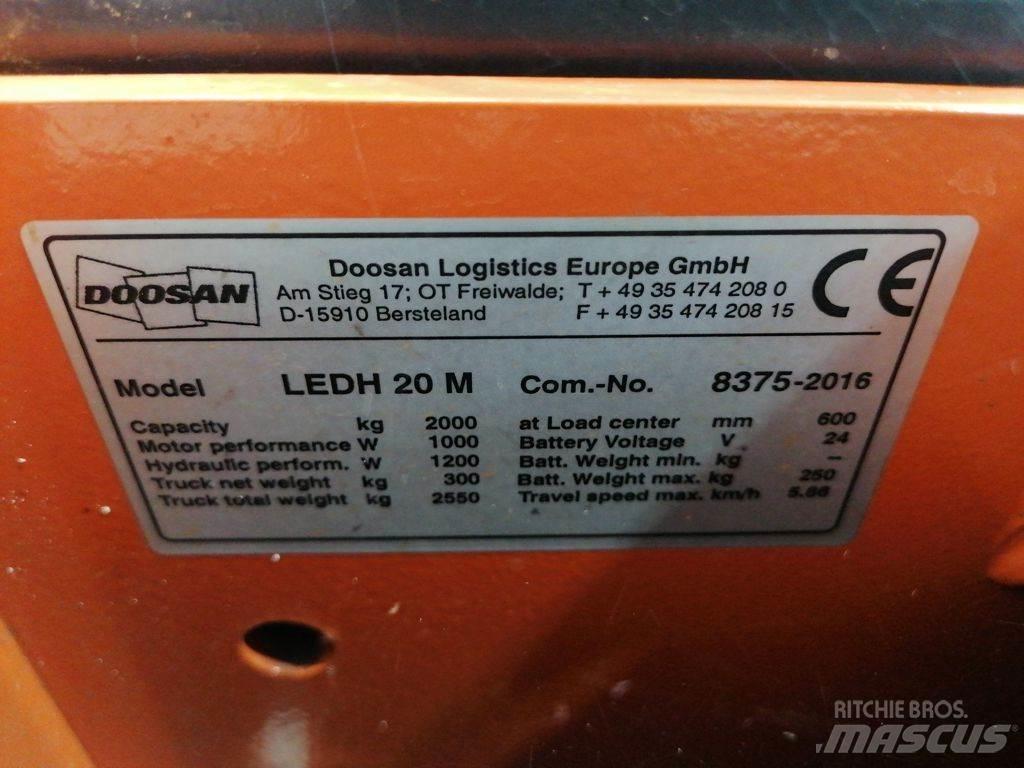 DOOSAN
Doosan Logistics Europe GmbH
Am Stieg 17; OT Freiwalde; T + 49 35 474 208 0
D-15910 Bersteland F + 49 35 474 208 15
CE
Model LEDH 20 M Com.-No. 8375-2016
Capacity kg 2000 at Load center mm 600
Motor performance W 1000 Battery Voltage V 24
Hydraulic perform. W 1200 Batt. Weight min. kg –
Truck net weight kg 300 Batt. Weight max. kg 250
Truck total weight kg 2550 Travel speed max. km/h 5.86
RITCHIE BROS.
MASCUS